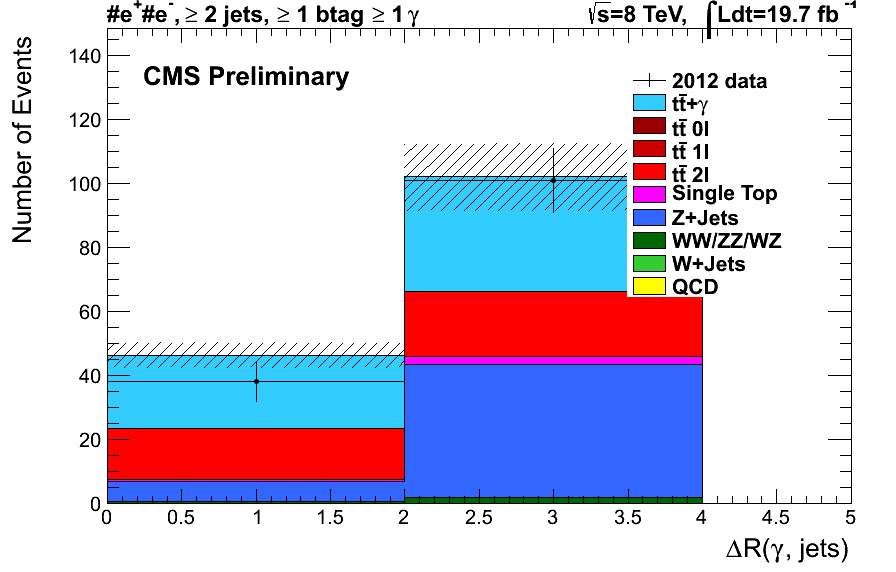 #e⁺#e⁻, ≥ 2 jets, ≥ 1 btag ≥ 1 γ
√s=8 TeV, ∫Ldt=19.7 fb⁻¹
CMS Preliminary
Number of Events
140
120
100
80
60
40
20
0
2012 data
tt̄+γ
tt̄ 0l
tt̄ 1l
tt̄ 2l
Single Top
Z+Jets
WW/ZZ/WZ
W+Jets
QCD
0 0.5 1 1.5 2 2.5 3 3.5 4 4.5 5
ΔR(γ, jets)